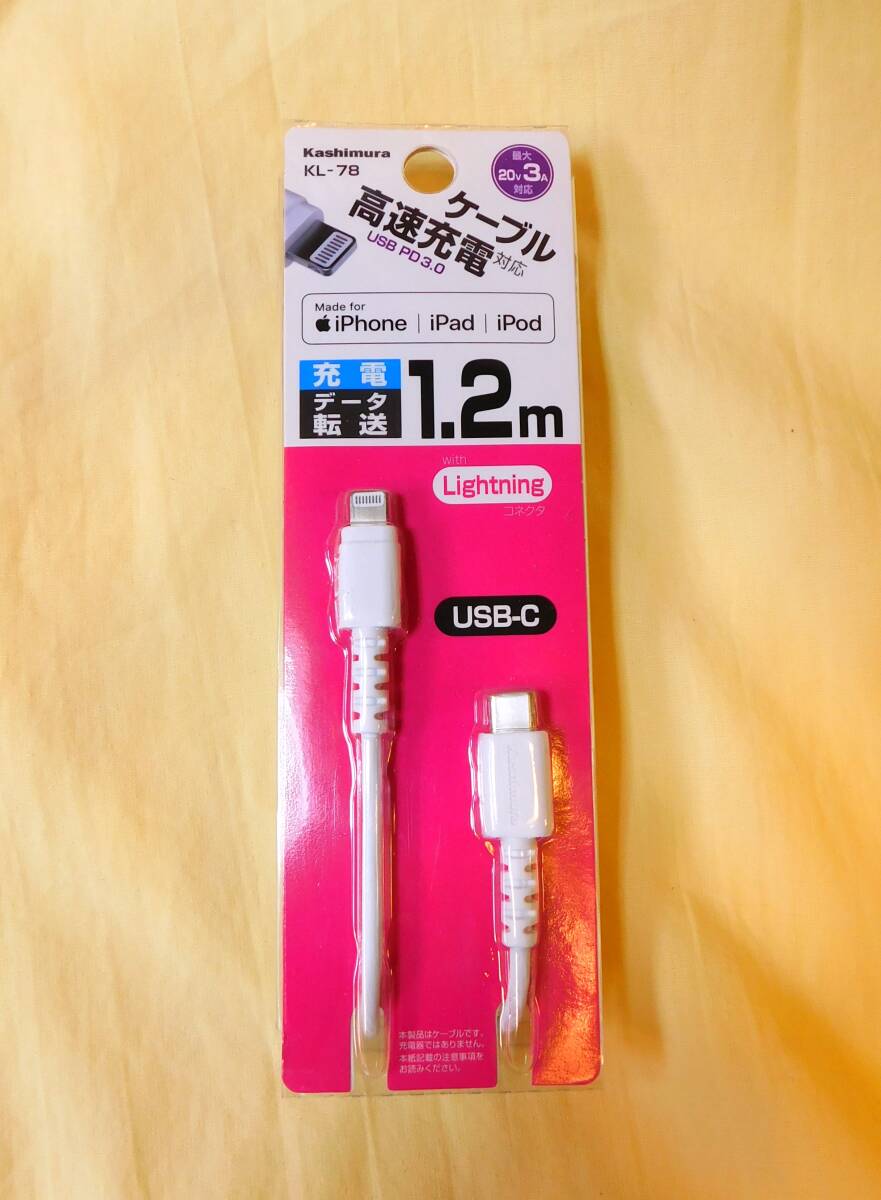 Kashimura
KL-78
最大
20V 3A
対応
ケーブル
高速充電対応
USB PD3.0
Made for
iPhone | iPad | iPod
充電
データ
転送
1.2m
with
Lightning
コネクタ
USB-C
本製品はケーブルです。
充電器ではありません。
本紙記載の注意事項を
お読みください。